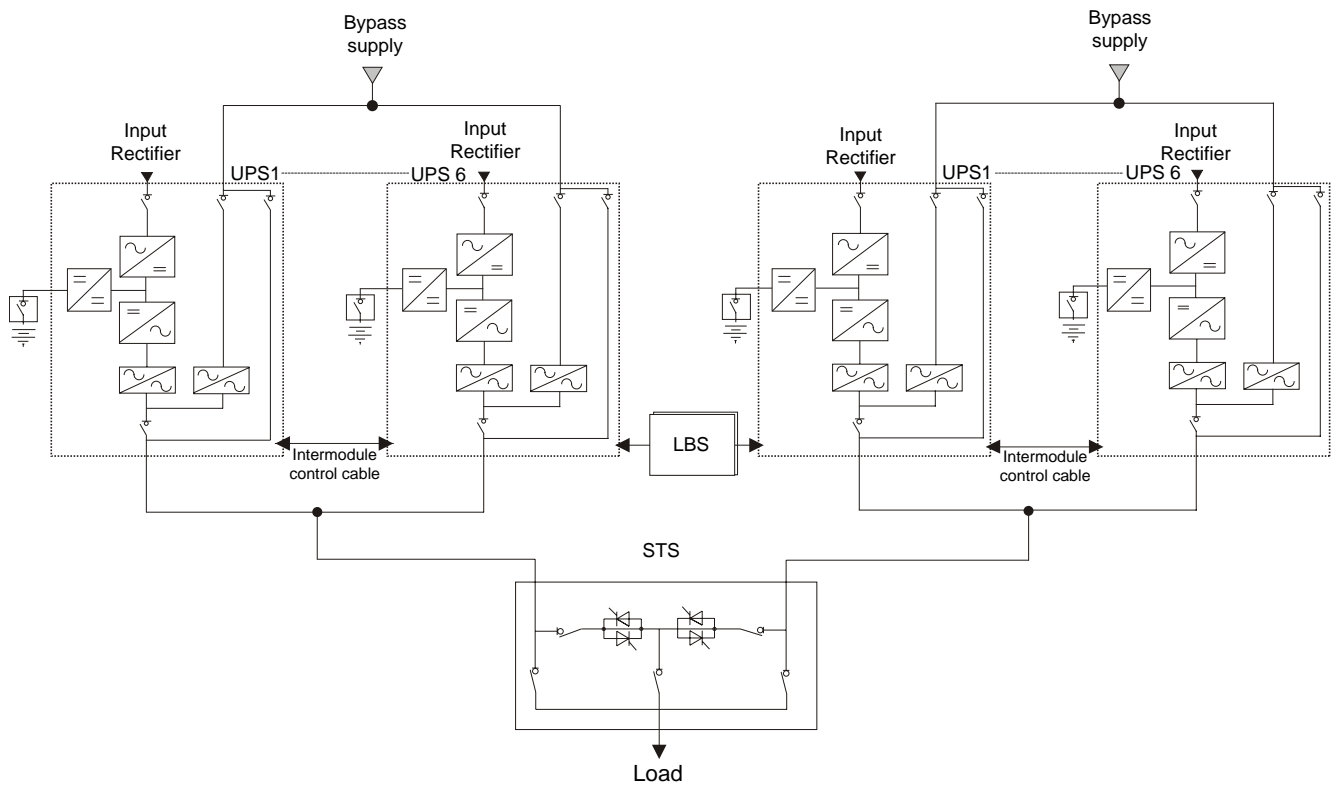 Bypass
supply
Bypass
supply
Input
Rectifier
Input
Rectifier
UPS1
UPS 6
Input
Rectifier
Input
Rectifier
UPS1
UPS 6
Intermodule
control cable
LBS
Intermodule
control cable
STS
Load